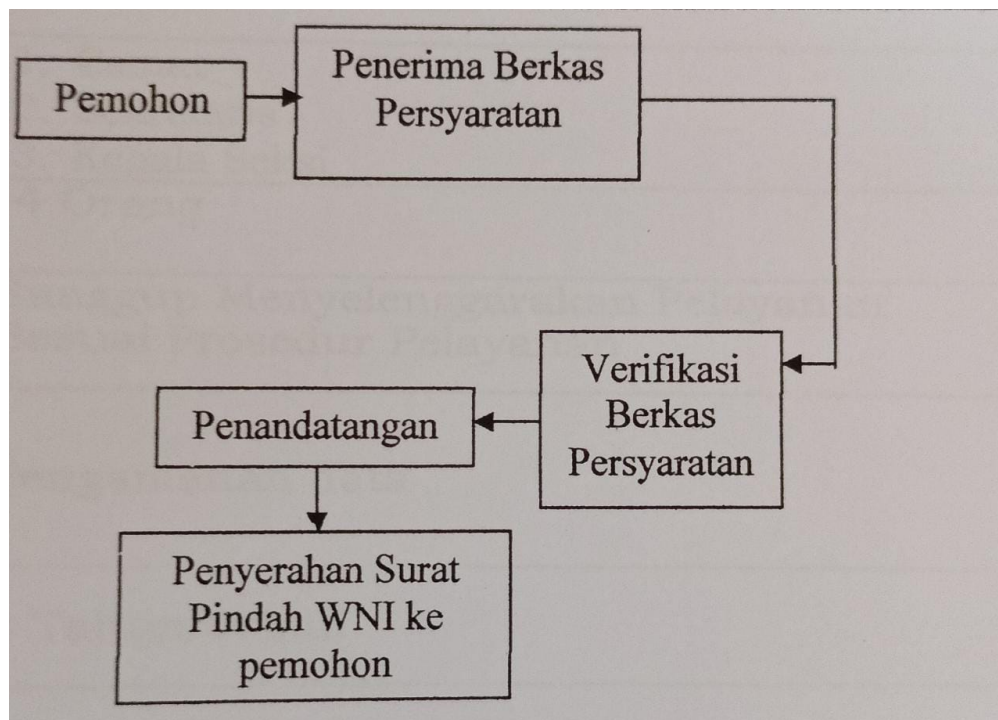 Pemohon
Penerima Berkas
Persyaratan
Verifikasi
Berkas
Persyaratan
Penandatangan
Penyerahan Surat
Pindah WNI ke
pemohon